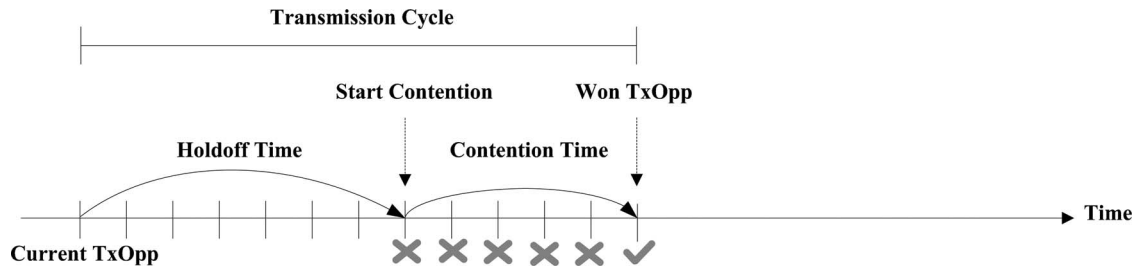 Transmission Cycle
Start Contention
Won TxOpp
Holdoff Time
Contention Time
Time
Current TxOpp